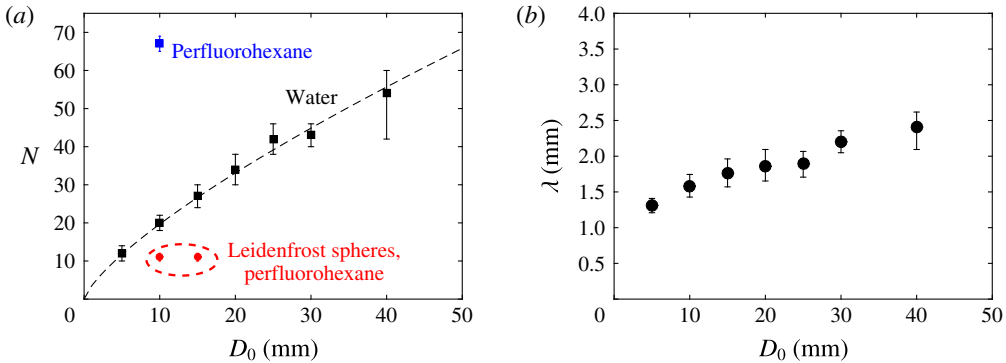 (a)
70
60
50
40
30
20
10
0
N
10
20
30
40
50
D₀ (mm)
Perfluorohexane
Water
Leidenfrost spheres,
perfluorohexane
(b)
4.0
3.5
3.0
2.5
2.0
1.5
1.0
0.5
0
λ (mm)
10
20
30
40
50
D₀ (mm)